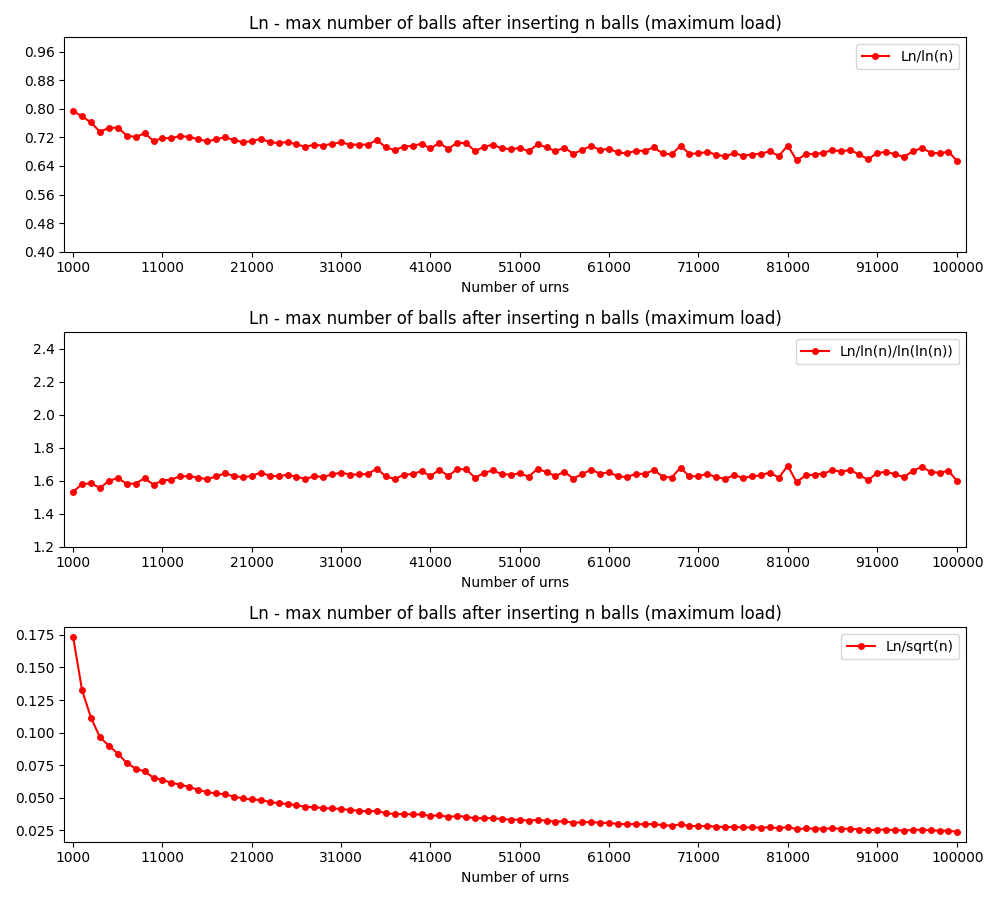 Ln - max number of balls after inserting n balls (maximum load)
Ln/ln(n)
0.96
0.88
0.80
0.72
0.64
0.56
0.48
0.40
1000 11000 21000 31000 41000 51000 61000 71000 81000 91000 100000
Number of urns
Ln - max number of balls after inserting n balls (maximum load)
Ln/ln(n)/ln(ln(n))
2.4
2.2
2.0
1.8
1.6
1.4
1.2
1000 11000 21000 31000 41000 51000 61000 71000 81000 91000 100000
Number of urns
Ln - max number of balls after inserting n balls (maximum load)
Ln/sqrt(n)
0.175
0.150
0.125
0.100
0.075
0.050
0.025
1000 11000 21000 31000 41000 51000 61000 71000 81000 91000 100000
Number of urns